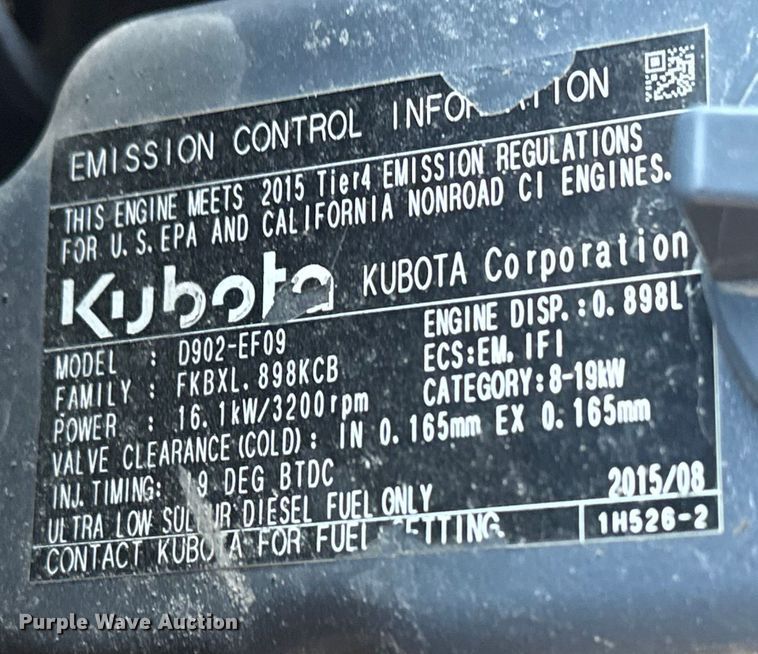 EMISSION CONTROL
THIS ENGINE MEETS 2015 Tier4 EMISSION REGULATIONS
FOR U.S.EPA AND CALIFORNIA NONROAD CI ENGINES.
Kubota KUBOTA Corporation
MODEL : D902-EF09 ENGINE DISP.:0.898L
FAMILY : FKBXL.898KCB ECS:EM,IFI
POWER : 16.1kW/3200rpm CATEGORY:8-19kW
VALVE CLEARANCE(COLD): IN 0.165mm EX 0.165mm
INJ.TIMING: DEG BTDC 2015/08
ULTRA LOW DIESEL FUEL ONLY 1H526-2
CONTACT KUBOTA FOR FUEL
Purple Wave Auction